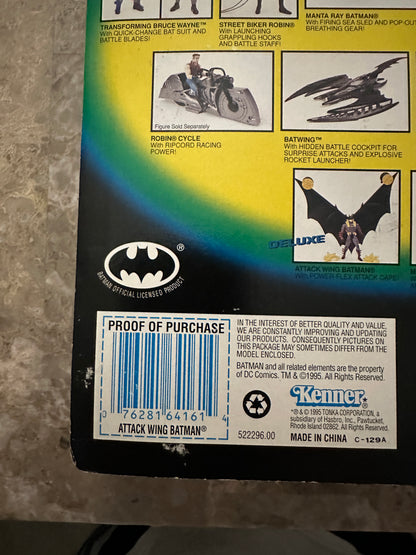 TRANSFORMING BRUCE WAYNE™
With QUICK-CHANGE BAT SUIT AND
BATTLE BLADES!
STREET BIKER ROBIN®
With LAUNCHING
GRAPPLING HOOKS
AND BATTLE STAFF!
MANTA RAY BATMAN®
With FIRING SEA SLED AND POP-OUT
BREATHING GEAR!
Figure Sold Separately
ROBIN® CYCLE
With RIPCORD RACING
POWER!
BATWING™
With HIDDEN BATTLE COCKPIT FOR
SURPRISE ATTACKS AND EXPLOSIVE
ROCKET LAUNCHER!
DELUXE
ATTACK WING BATMAN®
With POWER FLEX ATTACK CAPE!
®
BATMAN OFFICIAL LICENSED PRODUCT
PROOF OF PURCHASE
0 76281 64161 4
ATTACK WING BATMAN®
IN THE INTEREST OF BETTER QUALITY AND VALUE,
WE ARE CONSTANTLY IMPROVING AND UPDATING
OUR PRODUCTS. CONSEQUENTLY PICTURES ON
THIS PACKAGE MAY SOMETIMES DIFFER FROM THE
MODEL ENCLOSED.
BATMAN and all related elements are the property
of DC Comics. TM & ©1995. All Rights Reserved.
Kenner®
*® & © 1995 TONKA CORPORATION, a
subsidiary of Hasbro, Inc., Pawtucket,
Rhode Island 02862. All Rights Reserved.
522296.00
MADE IN CHINA C-129A